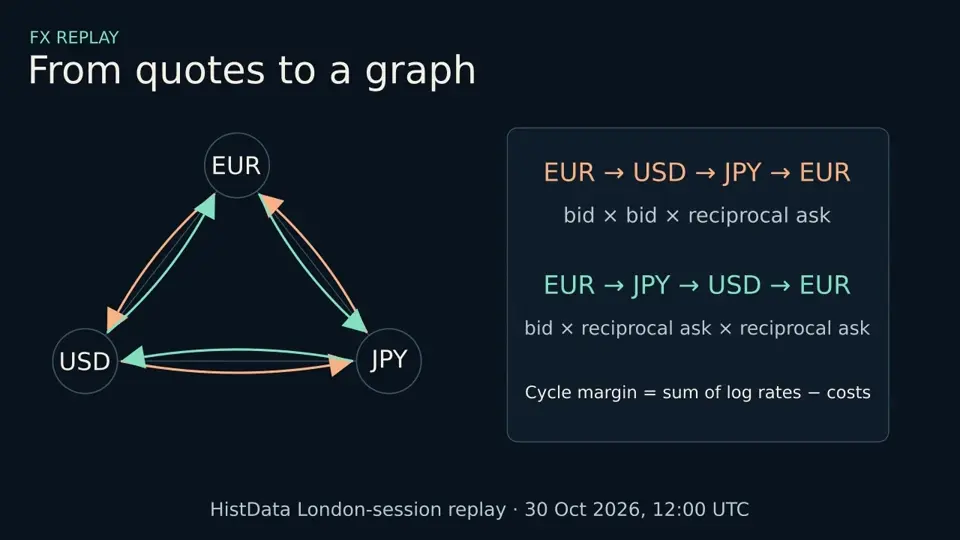 FX REPLAY
From quotes to a graph
EUR
USD
JPY
EUR → USD → JPY → EUR
bid × bid × reciprocal ask
EUR → JPY → USD → EUR
bid × reciprocal ask × reciprocal ask
Cycle margin = sum of log rates − costs
HistData London-session replay · 30 Oct 2026, 12:00 UTC